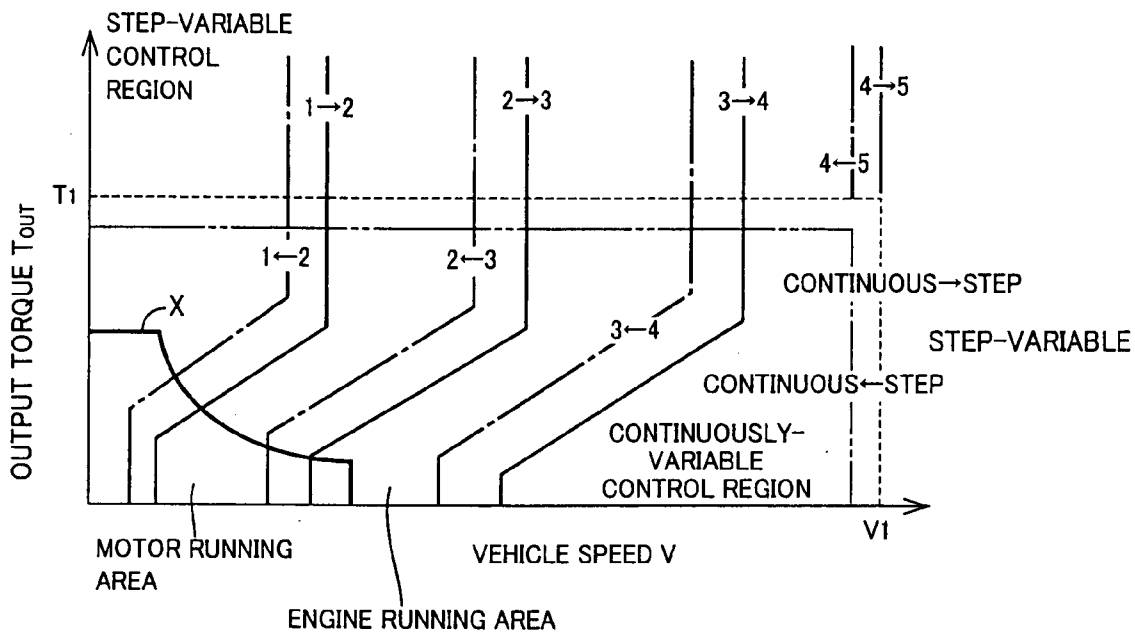 STEP-VARIABLE
CONTROL
REGION
1→2
2→3
3→4
4→5
4←5
T1
1←2
2←3
CONTINUOUS→STEP
X
3←4
STEP-VARIABLE
CONTINUOUS←STEP
OUTPUT TORQUE TOUT
CONTINUOUSLY-
VARIABLE
CONTROL REGION
V1
MOTOR RUNNING
AREA
VEHICLE SPEED V
ENGINE RUNNING AREA